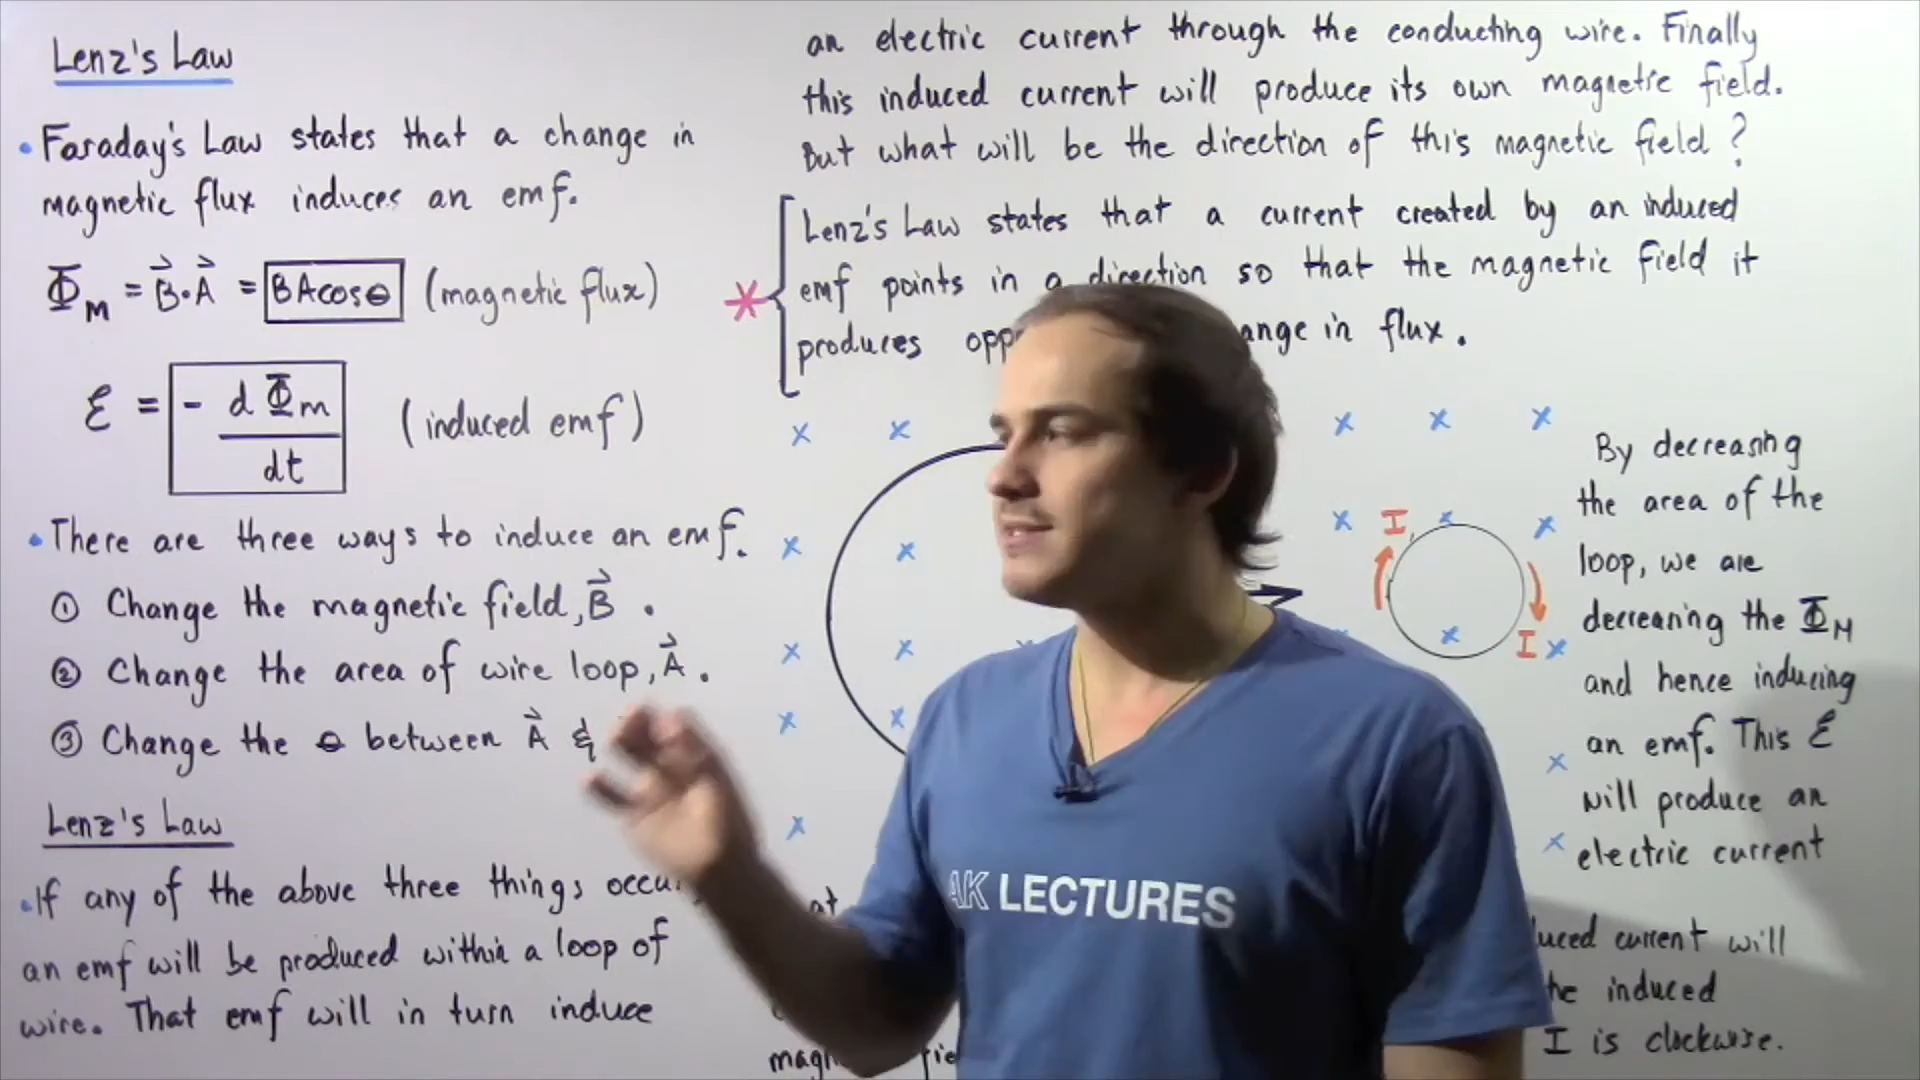 Lenz's Law
• Faraday's Law states that a change in
magnetic flux induces an emf.
Φm = B⃗·A⃗ = BAcosθ (magnetic flux)
ℰ = - dΦm / dt (induced emf)
• There are three ways to induce an emf.
① Change the magnetic field, B⃗.
② Change the area of wire loop, A⃗.
③ Change the θ between A⃗ &
Lenz's Law
• If any of the above three things occu
an emf will be produced within a loop of
wire. That emf will in turn induce
an electric current through the conducting wire. Finally
this induced current will produce its own magnetic field.
But what will be the direction of this magnetic field?
* Lenz's Law states that a current created by an induced
emf points in a direction so that the magnetic field it
produces opp ange in flux.
x x x x x
x x x x x
I
x x x x
I
x x x
x x
By decreasing
the area of the
loop, we are
decreasing the ΦM
and hence inducing
an emf. This ℰ
will produce an
electric current
at
uced current will
he induced
magn fie
I is clockwise.
AK LECTURES